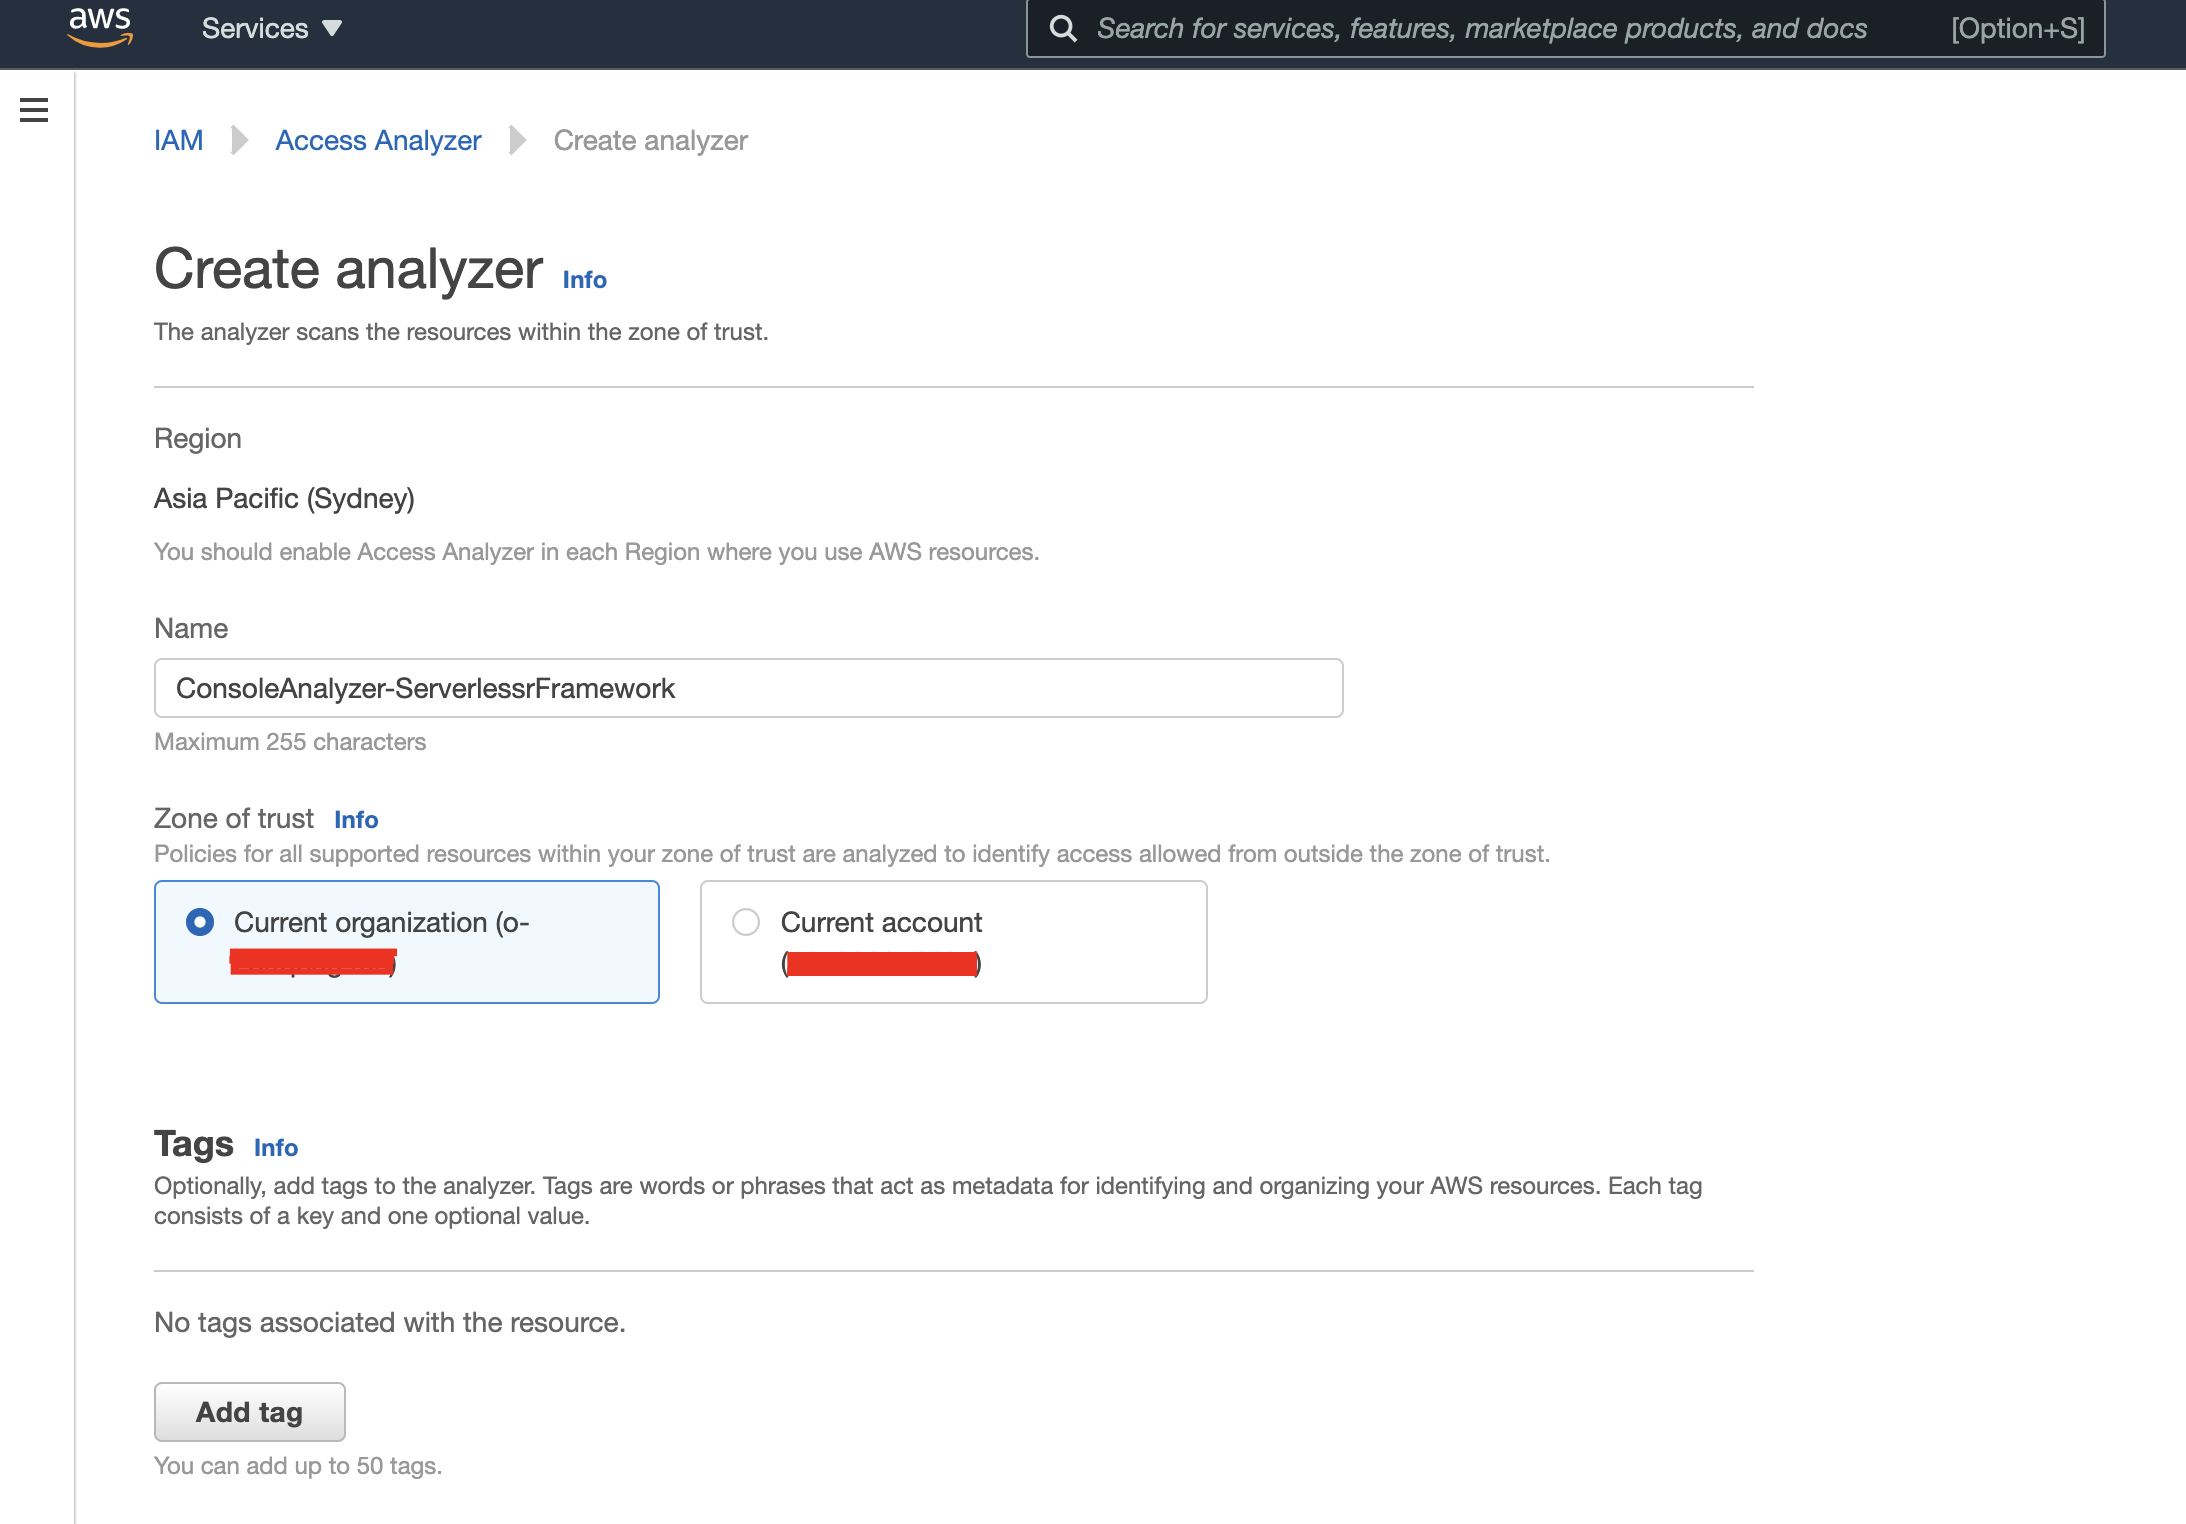 aws Services Search for services, features, marketplace products, and docs [Option+S]
IAM Access Analyzer Create analyzer
Create analyzer Info
The analyzer scans the resources within the zone of trust.
Region
Asia Pacific (Sydney)
You should enable Access Analyzer in each Region where you use AWS resources.
Name
ConsoleAnalyzer-ServerlessrFramework
Maximum 255 characters
Zone of trust Info
Policies for all supported resources within your zone of trust are analyzed to identify access allowed from outside the zone of trust.
Current organization (o-
)
Current account
( )
Tags Info
Optionally, add tags to the analyzer. Tags are words or phrases that act as metadata for identifying and organizing your AWS resources. Each tag
consists of a key and one optional value.
No tags associated with the resource.
Add tag
You can add up to 50 tags.